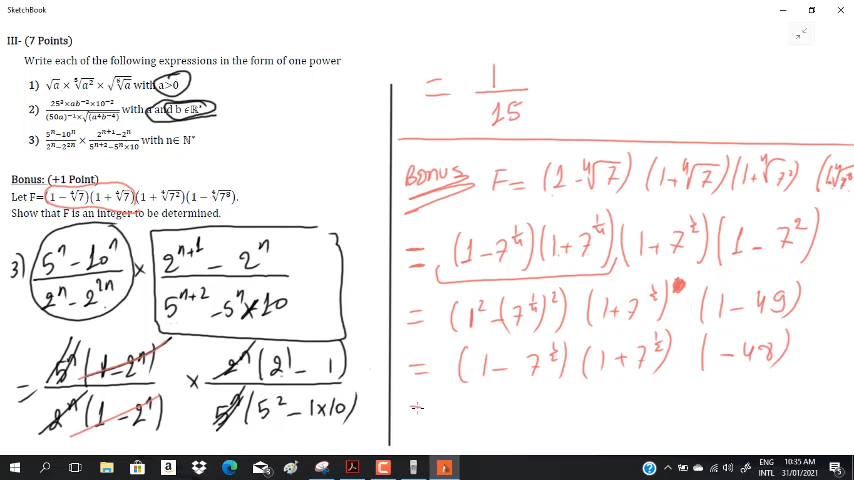 SketchBook
III- (7 Points)
Write each of the following expressions in the form of one power
1) √a × ⁵√a² × √(⁶√a) with a>0
2) (25² × ab⁻² × 10⁻²) / ((50a)⁻¹ × √(a⁴b⁻⁴)) with a and b ∈ℝ*
3) (5ⁿ−10ⁿ)/(2ⁿ−2²ⁿ) × (2ⁿ⁺¹−2ⁿ)/(5ⁿ⁺²−5ⁿ×10) with n∈ ℕ*
Bonus: (+1 Point)
Let F=(1 − ⁴√7)(1 + ⁴√7)(1 + ⁴√7²)(1 − ⁴√7⁸).
Show that F is an integer to be determined.
3) (5ⁿ − 10ⁿ)/(2ⁿ − 2²ⁿ) × (2ⁿ⁺¹ − 2ⁿ)/(5ⁿ⁺² − 5ⁿ × 10)
= 5ⁿ(1 − 2ⁿ)/2ⁿ(1 − 2ⁿ) × 2ⁿ(2¹ − 1)/5ⁿ(5² − 1×10)
= 1/15
Bonus F = (1 − ⁴√7) (1 + ⁴√7)(1 + ⁴√7²)
= (1 − 7^¼)(1 + 7^¼)(1 + 7^½)(1 − 7²)
= (1² − (7^¼)²) (1 + 7^½) (1 − 49)
= (1 − 7^½) (1 + 7^½) (−48)
=
ENG
INTL
10:35 AM
31/01/2021
3
5